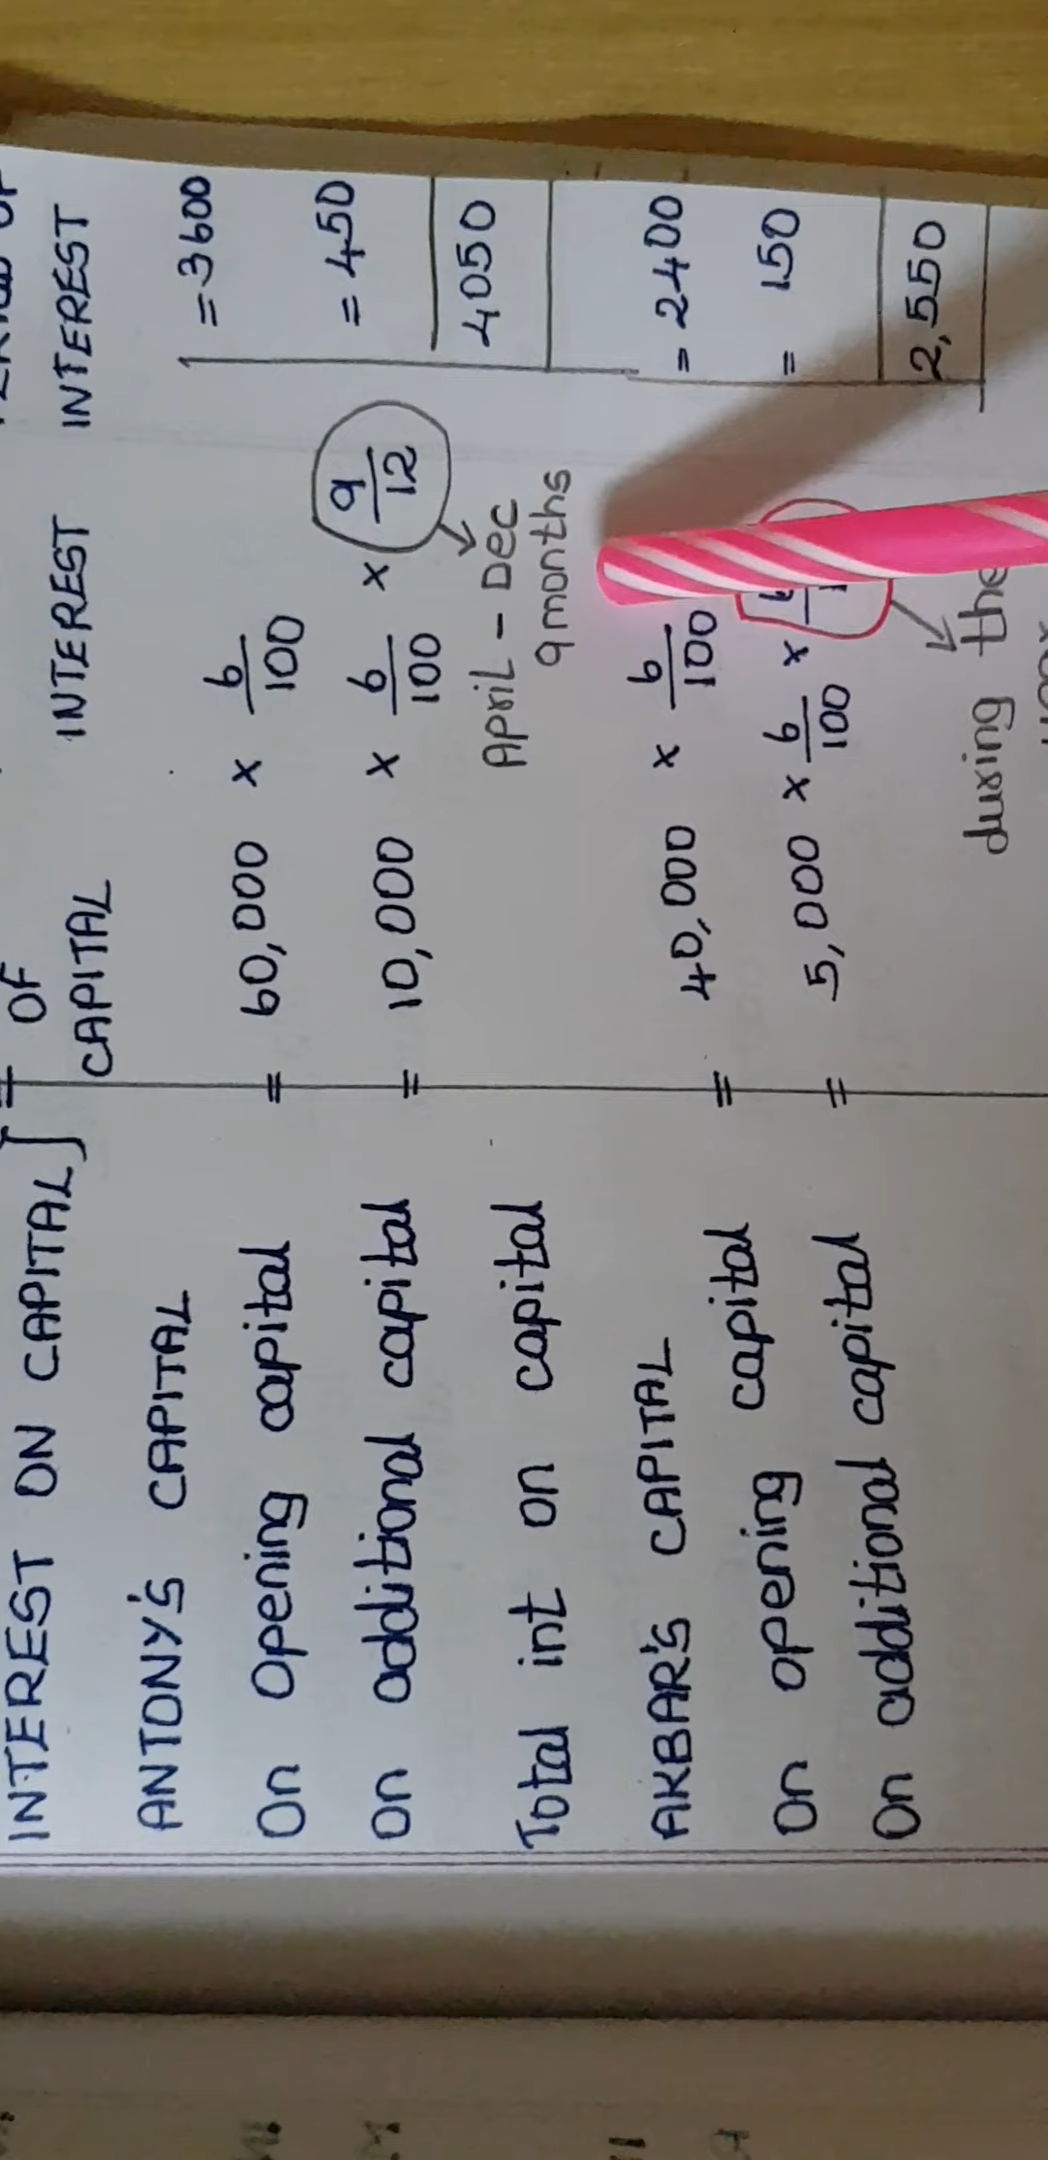 = OF INTEREST
INTEREST ON CAPITAL] CAPITAL INTEREST
ANTONY'S CAPITAL
On Opening capital = 60,000 x 6/100 = 3600
On additional capital = 10,000 x 6/100 x 9/12 = 450
Total int on capital April - Dec 4050
9 months
AKBAR'S CAPITAL
On opening capital = 40,000 x 6/100 = 2400
On additional capital = 5,000 x 6/100 x = 150
2,550
during the